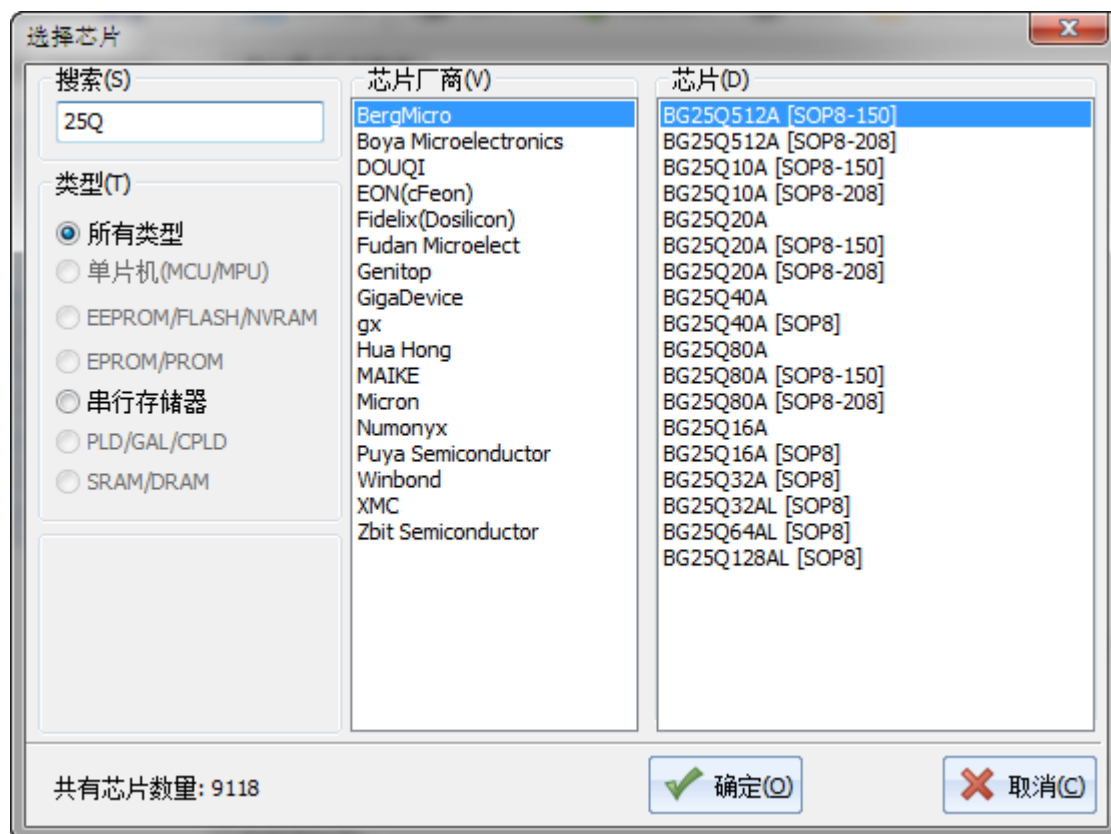 选择芯片
搜索(S)
25Q
类型(T)
所有类型
单片机(MCU/MPU)
EEPROM/FLASH/NVRAM
EPROM/PROM
串行存储器
PLD/GAL/CPLD
SRAM/DRAM
芯片厂商(V)
BergMicro
Boya Microelectronics
DOUQI
EON(cFeon)
Fidelix(Dosilicon)
Fudan Microelect
Genitop
GigaDevice
gx
Hua Hong
MAIKE
Micron
Numonyx
Puya Semiconductor
Winbond
XMC
Zbit Semiconductor
芯片(D)
BG25Q512A [SOP8-150]
BG25Q512A [SOP8-208]
BG25Q10A [SOP8-150]
BG25Q10A [SOP8-208]
BG25Q20A
BG25Q20A [SOP8-150]
BG25Q20A [SOP8-208]
BG25Q40A
BG25Q40A [SOP8]
BG25Q80A
BG25Q80A [SOP8-150]
BG25Q80A [SOP8-208]
BG25Q16A
BG25Q16A [SOP8]
BG25Q32A [SOP8]
BG25Q32AL [SOP8]
BG25Q64AL [SOP8]
BG25Q128AL [SOP8]
共有芯片数量: 9118
确定(O)
取消(C)